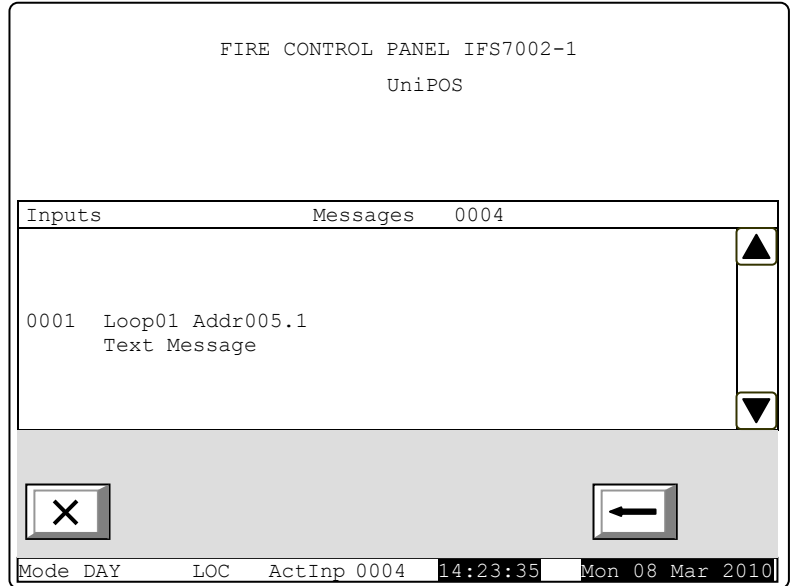 FIRE CONTROL PANEL IFS7002-1
UniPOS
Inputs Messages 0004
0001 Loop01 Addr005.1
Text Message
Mode DAY LOC ActInp 0004 14:23:35 Mon 08 Mar 2010